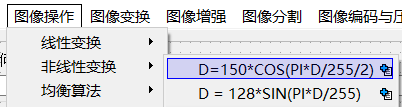 图像操作 图像变换 图像增强 图像分割 图像编码与
线性变换
非线性变换
D=150*COS(PI*D/255/2)
均衡算法
D = 128*SIN(PI*D/255)